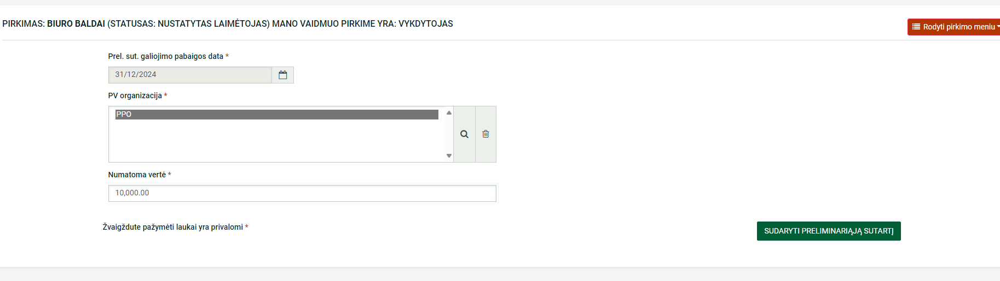 PIRKIMAS: BIURO BALDAI (STATUSAS: NUSTATYTAS LAIMĖTOJAS) MANO VAIDMUO PIRKIME YRA: VYKDYTOJAS
Rodyti pirkimo meniu
Prel. sut. galiojimo pabaigos data *
31/12/2024
PV organizacija *
PPO
Numatoma vertė *
10,000.00
Žvaigždute pažymėti laukai yra privalomi *
SUDARYTI PRELIMINARIĄJĄ SUTARTĮ